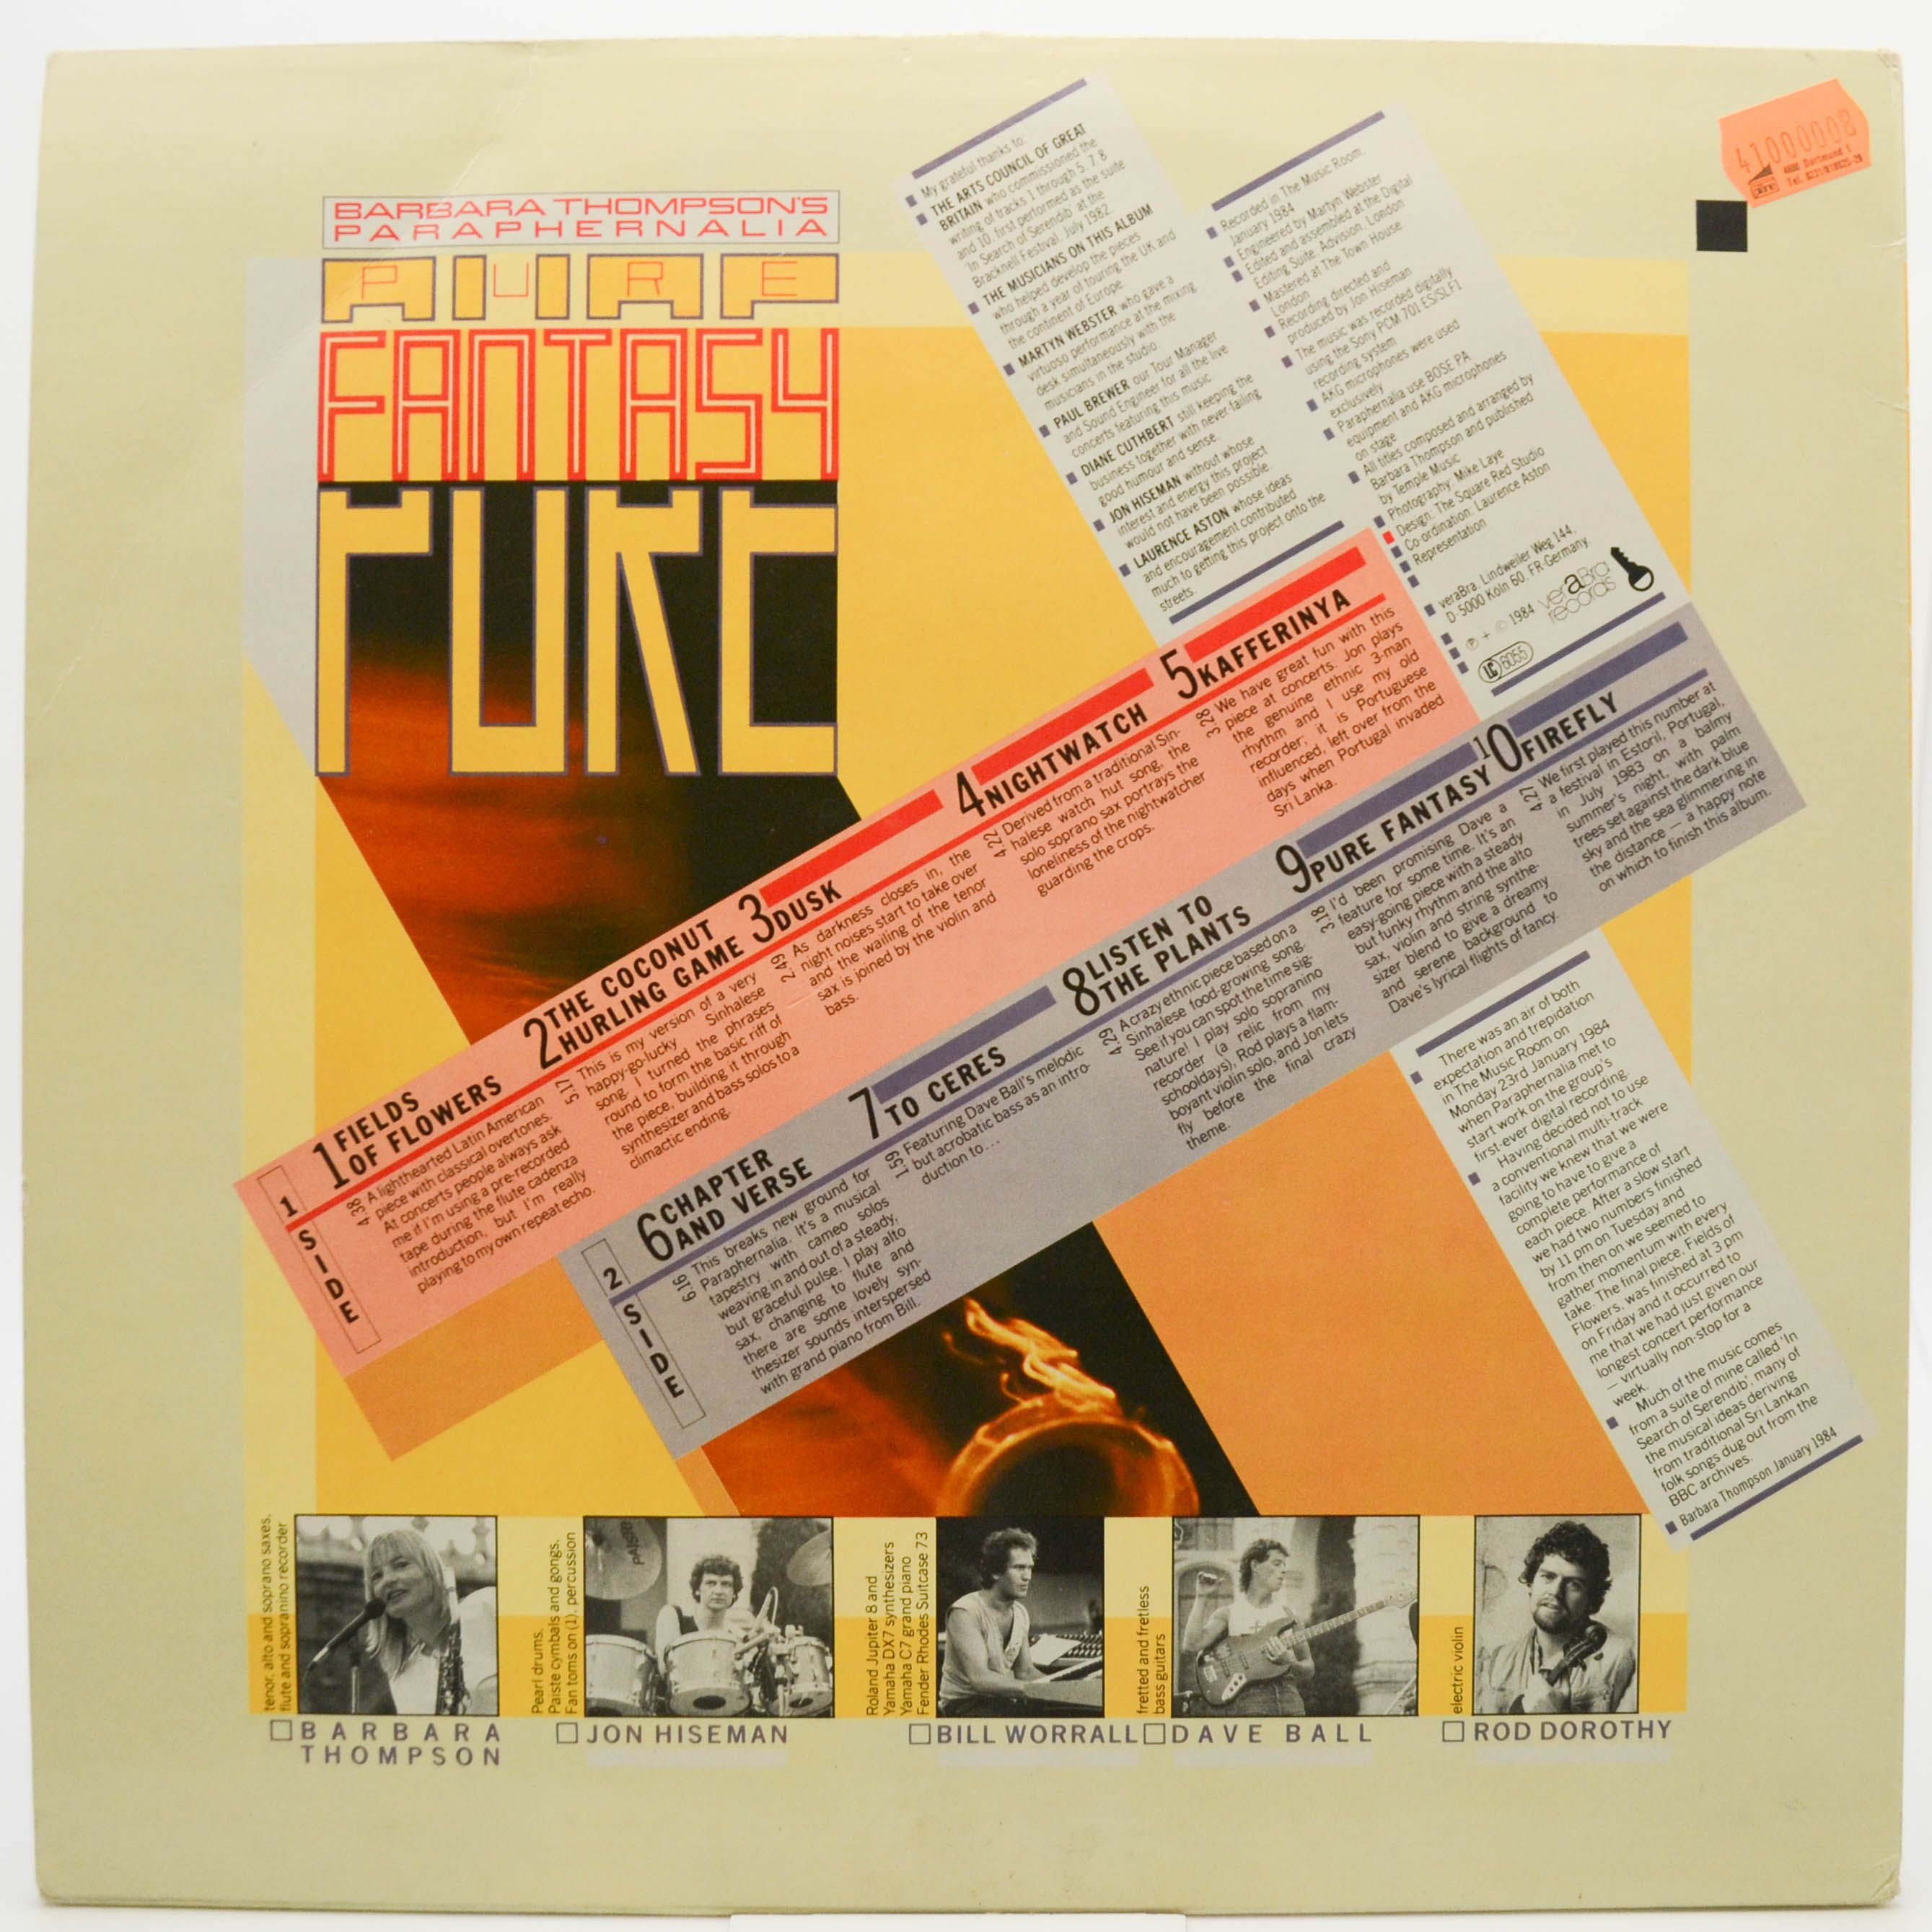 BARBARA THOMPSON'S
PARAPHERNALIA
PURE
FANTASY
PURE
41000008
4600 Dortmund 1
My grateful thanks to:
THE ARTS COUNCIL OF GREAT
BRITAIN who commissioned the
writing of tracks 1 through 5, 7, 8
and 10, first performed as the suite
'In Search of Serendib' at the
Bracknell Festival, July 1982.
THE MUSICIANS ON THIS ALBUM
who helped develop the pieces
through a year of touring the UK and
the continent of Europe.
MARTYN WEBSTER who gave a
virtuoso performance at the mixing
desk simultaneously with the
musicians in the studio.
PAUL BREWER our Tour Manager
and Sound Engineer for all the live
concerts featuring this music.
DIANE CUTHBERT still keeping the
business together with never-failing
good humour and sense.
JON HISEMAN without whose
interest and energy this project
would not have been possible.
LAURENCE ASTON whose ideas
and encouragement contributed
much to getting this project onto the
streets.
Recorded in The Music Room,
January 1984
Engineered by Martyn Webster
Edited and assembled at the Digital
Editing Suite, Advision, London
Mastered at The Town House
London
Recording directed and
produced by Jon Hiseman
The music was recorded digitally
using the Sony PCM 701 ES/SLF1
recording system
AKG microphones were used
exclusively
Paraphernalia use BOSE PA
equipment and AKG microphones
on stage
All titles composed and arranged by
Barbara Thompson and published
by Temple Music
Photography: Mike Laye
Design: The Square Red Studio
Co-ordination: Laurence Aston
Representation
veraBra, Lindweiler Weg 144,
D-5000 Köln 60, FR-Germany.
℗ + © 1984
veraBra
records
LC 6055
1
SIDE
1 FIELDS
OF FLOWERS
4.38 A lighthearted Latin American
piece with classical overtones.
At concerts people always ask
me if I'm using a pre-recorded
tape during the flute cadenza
introduction, but I'm really
playing to my own repeat echo.
2 THE COCONUT
HURLING GAME
5.17 This is my version of a very
happy-go-lucky Sinhalese
song. I turned the phrases
round to form the basic riff of
the piece, building it through
synthesizer and bass solos to a
climactic ending.
3 DUSK
2.49 As darkness closes in, the
night noises start to take over
and the wailing of the tenor
sax is joined by the violin and
bass.
4 NIGHTWATCH
4.22 Derived from a traditional Sin-
halese watch hut song, the
solo soprano sax portrays the
loneliness of the nightwatcher
guarding the crops.
5 KAFFERINYA
3.28 We have great fun with this
piece at concerts. Jon plays
the genuine ethnic 3-man
rhythm and I use my old
recorder; it is Portuguese
influenced, left over from the
days when Portugal invaded
Sri Lanka.
2
SIDE
6 CHAPTER
AND VERSE
6.16 This breaks new ground for
Paraphernalia. It's a musical
tapestry with cameo solos
weaving in and out of a steady,
but graceful pulse. I play alto
sax, changing to flute and
there are some lovely syn-
thesizer sounds interspersed
with grand piano from Bill.
7 TO CERES
1.59 Featuring Dave Ball's melodic
but acrobatic bass as an intro-
duction to...
8 LISTEN TO
THE PLANTS
4.29 A crazy ethnic piece based on a
Sinhalese food-growing song.
See if you can spot the time sig-
nature! I play solo sopranino
recorder (a relic from my
schooldays), Rod plays a flam-
boyant violin solo, and Jon lets
fly before the final crazy
theme.
9 PURE FANTASY
3.18 I'd been promising Dave a
feature for some time. It's an
easy-going piece with a steady
but funky rhythm and the alto
sax, violin and string synthe-
sizer blend to give a dreamy
and serene background to
Dave's lyrical flights of fancy.
10 FIREFLY
4.27 We first played this number at
a festival in Estoril, Portugal,
in July 1983 on a balmy
summer's night, with palm
trees set against the dark blue
sky and the sea glimmering in
the distance — a happy note
on which to finish this album.
There was an air of both
expectation and trepidation
in The Music Room on
Monday 23rd January 1984
when Paraphernalia met to
start work on the group's
first-ever digital recording.
Having decided not to use
a conventional multi-track
facility we knew that we were
going to have to give a
complete performance of
each piece. After a slow start
we had two numbers finished
by 11 pm on Tuesday and
from then on we seemed to
gather momentum with every
take. The final piece, Fields of
Flowers, was finished at 3 pm
on Friday and it occurred to
me that we had just given our
longest concert performance
— virtually non-stop for a
week.
Much of the music comes
from a suite of mine called 'In
Search of Serendib', many of
the musical ideas deriving
from traditional Sri Lankan
folk songs dug out from the
BBC archives.
Barbara Thompson January 1984
tenor, alto and soprano saxes,
flute and sopranino recorder
BARBARA
THOMPSON
Pearl drums,
Paiste cymbals and gongs,
Fan toms on (1), percussion
PAISTE
JON HISEMAN
Roland Jupiter 8 and
Yamaha DX7 synthesizers
Yamaha C7 grand piano
Fender Rhodes Suitcase 73
BILL WORRALL
fretted and fretless
bass guitars
DAVE BALL
electric violin
ROD DOROTHY